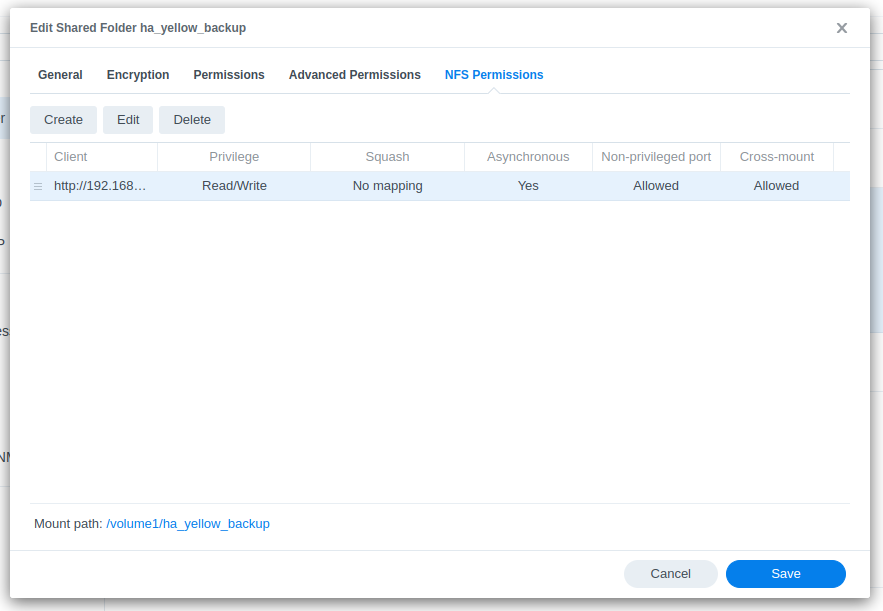 Edit Shared Folder ha_yellow_backup
General Encryption Permissions Advanced Permissions NFS Permissions
Create Edit Delete
Client Privilege Squash Asynchronous Non-privileged port Cross-mount
http://192.168… Read/Write No mapping Yes Allowed Allowed
Mount path: /volume1/ha_yellow_backup
Cancel Save